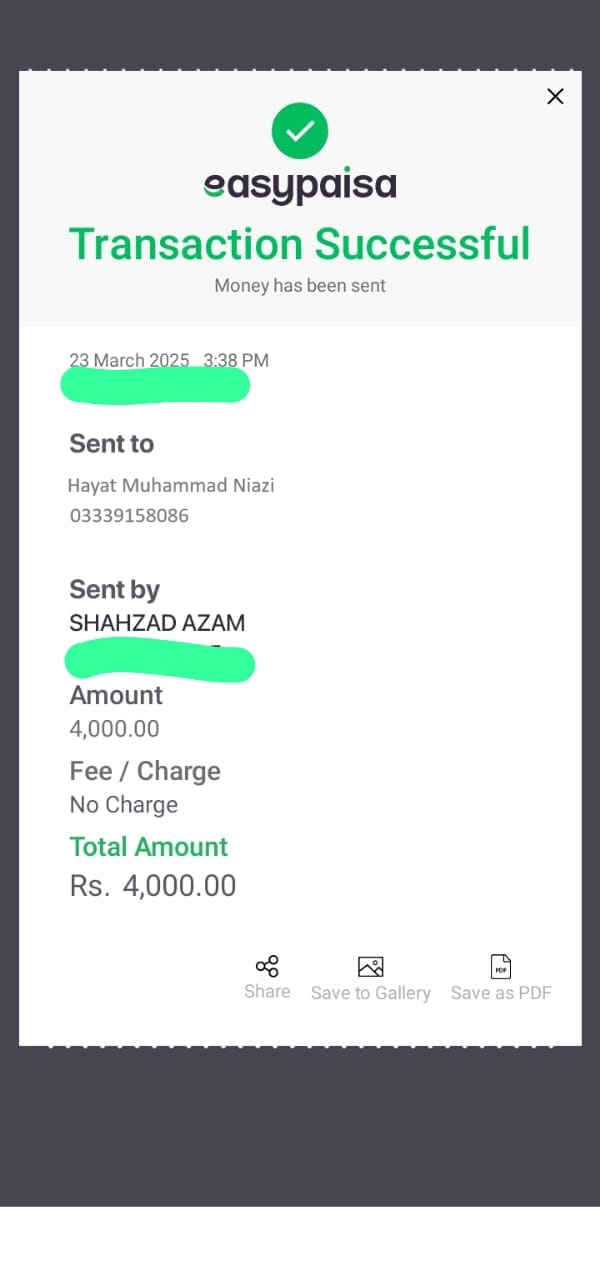 easypaisa
Transaction Successful
Money has been sent
23 March 2025 3:38 PM
Sent to
Hayat Muhammad Niazi
03339158086
Sent by
SHAHZAD AZAM
Amount
4,000.00
Fee / Charge
No Charge
Total Amount
Rs. 4,000.00
Share
Save to Gallery
PDF
Save as PDF